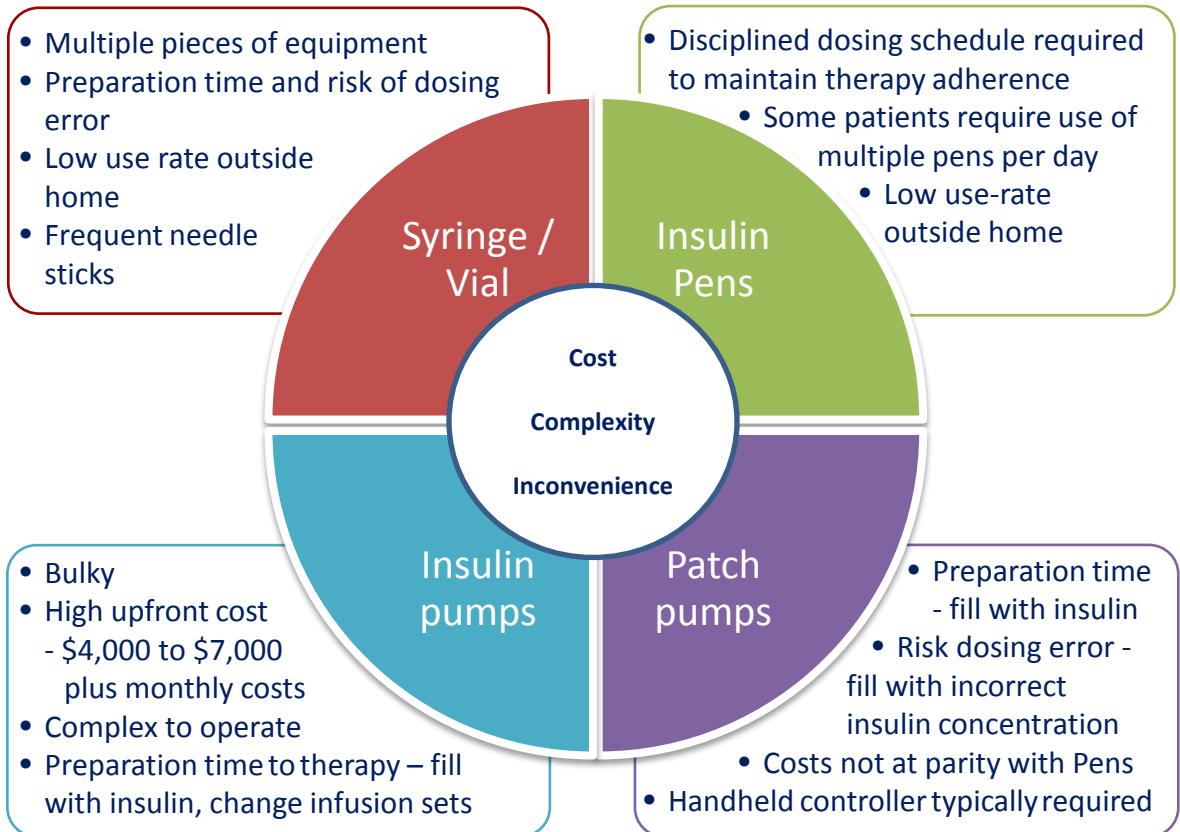 • Multiple pieces of equipment
• Preparation time and risk of dosing
error
• Low use rate outside
home
• Frequent needle
sticks
• Disciplined dosing schedule required
to maintain therapy adherence
• Some patients require use of
multiple pens per day
• Low use-rate
outside home
Syringe /
Vial
Insulin
Pens
Cost
Complexity
Inconvenience
Insulin
pumps
Patch
pumps
• Bulky
• High upfront cost
- $4,000 to $7,000
plus monthly costs
• Complex to operate
• Preparation time to therapy – fill
with insulin, change infusion sets
• Preparation time
- fill with insulin
• Risk dosing error -
fill with incorrect
insulin concentration
• Costs not at parity with Pens
• Handheld controller typically required